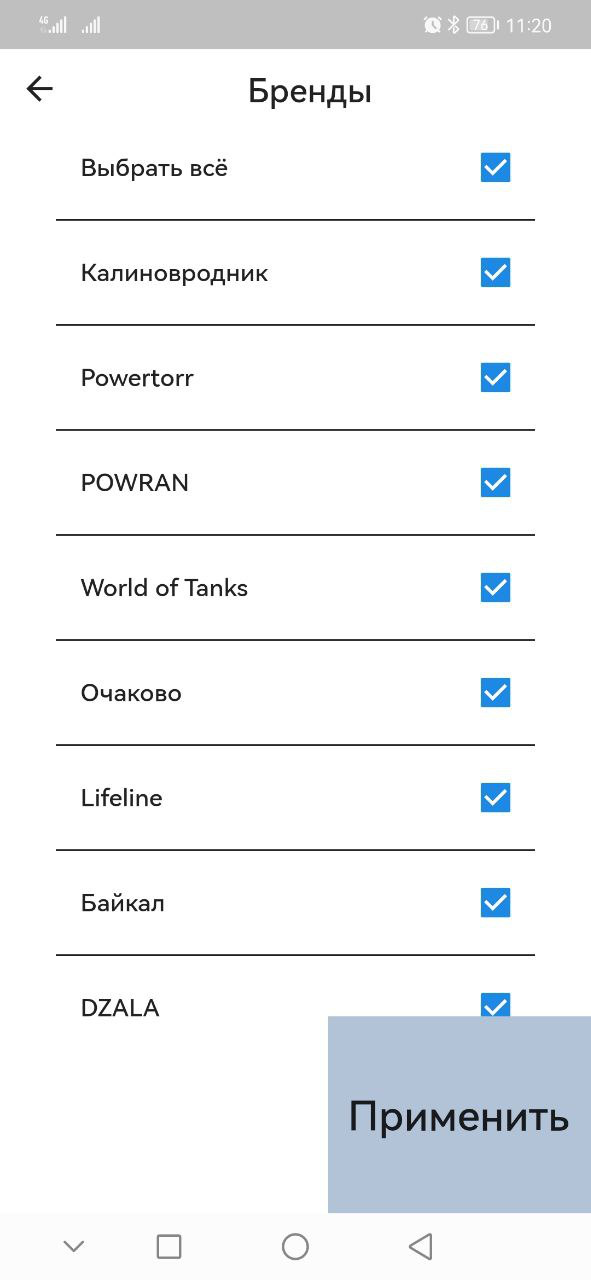 4G 76 11:20
Бренды
Выбрать всё
Калиновродник
Powertorr
POWRAN
World of Tanks
Очаково
Lifeline
Байкал
DZALA
Применить